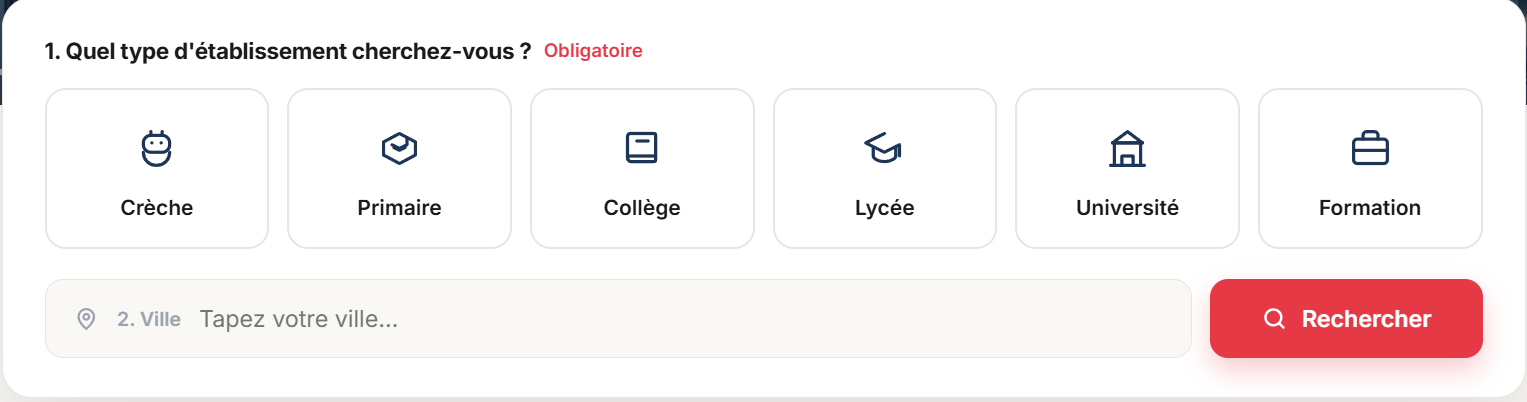 1. Quel type d'établissement cherchez-vous ? Obligatoire
Crèche Primaire Collège Lycée Université Formation
2. Ville Tapez votre ville... Rechercher